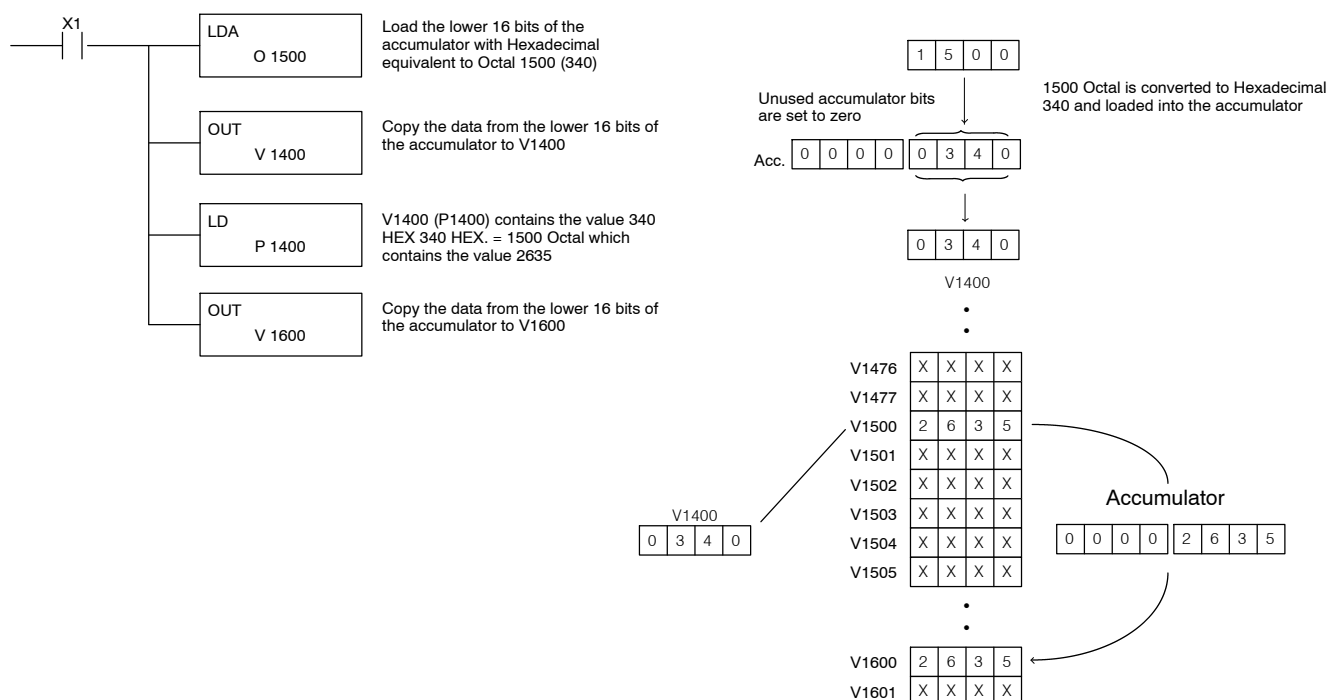 X1
LDA
O 1500
Load the lower 16 bits of the
accumulator with Hexadecimal
equivalent to Octal 1500 (340)
OUT
V 1400
Copy the data from the lower 16 bits of
the accumulator to V1400
LD
P 1400
V1400 (P1400) contains the value 340
HEX 340 HEX. = 1500 Octal which
contains the value 2635
OUT
V 1600
Copy the data from the lower 16 bits of
the accumulator to V1600
1 5 0 0
1500 Octal is converted to Hexadecimal
340 and loaded into the accumulator
Unused accumulator bits
are set to zero
Acc. 0 0 0 0 0 3 4 0
0 3 4 0
V1400
V1476 X X X X
V1477 X X X X
V1500 2 6 3 5
V1501 X X X X
V1502 X X X X
V1503 X X X X
V1504 X X X X
V1505 X X X X
V1400
0 3 4 0
Accumulator
0 0 0 0 2 6 3 5
V1600 2 6 3 5
V1601 X X X X